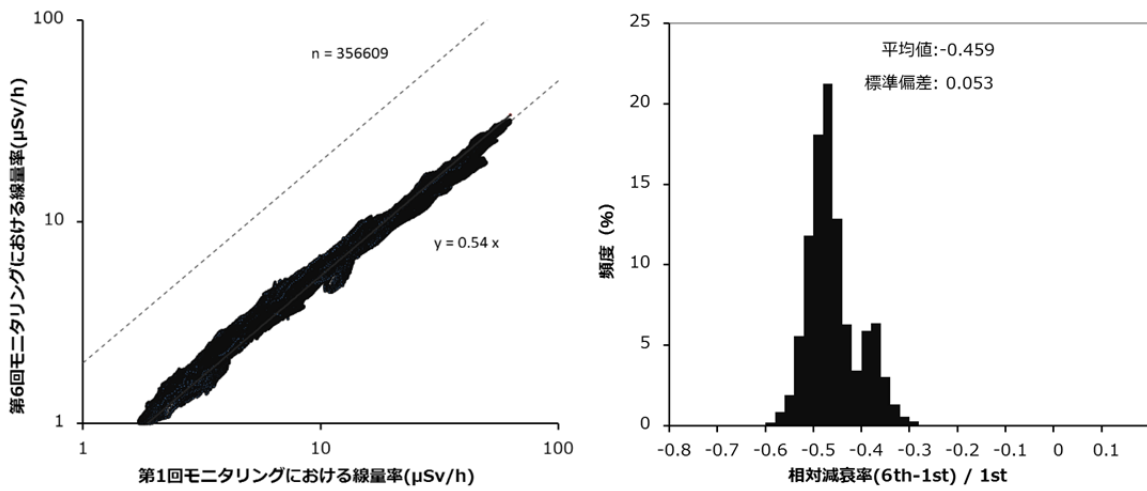 100
10
1
1
10
100
n = 356609
y = 0.54 x
第6回モニタリングにおける線量率(μSv/h)
第1回モニタリングにおける線量率(μSv/h)
25
20
15
10
5
0
平均値:-0.459
標準偏差: 0.053
頻度 (%)
-0.8 -0.7 -0.6 -0.5 -0.4 -0.3 -0.2 -0.1 0 0.1
相対減衰率(6th-1st) / 1st